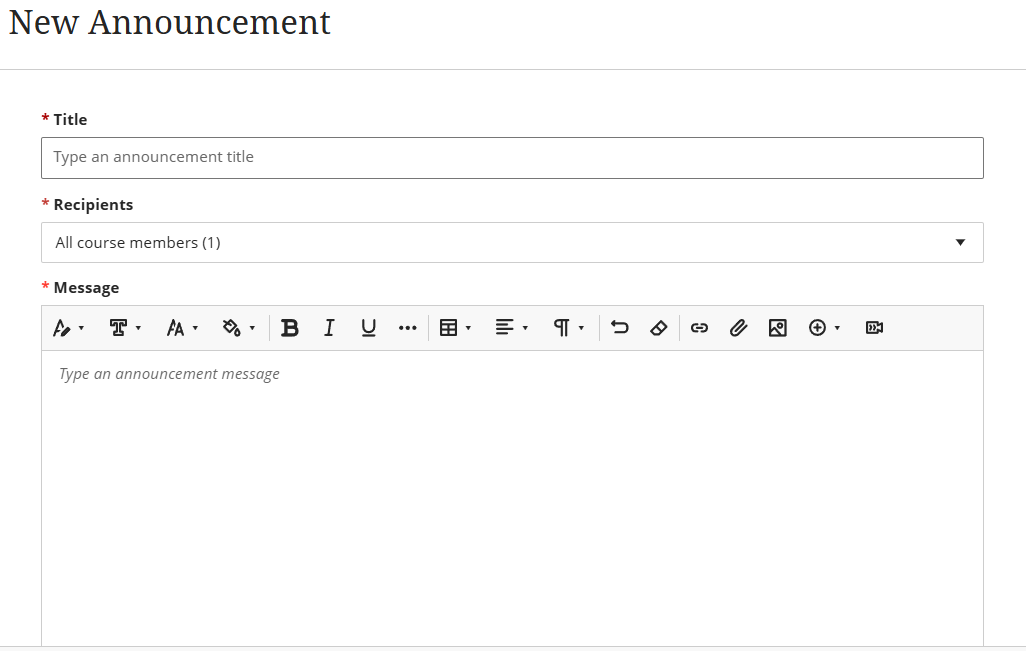 New Announcement
* Title
Type an announcement title
* Recipients
All course members (1)
* Message
Type an announcement message